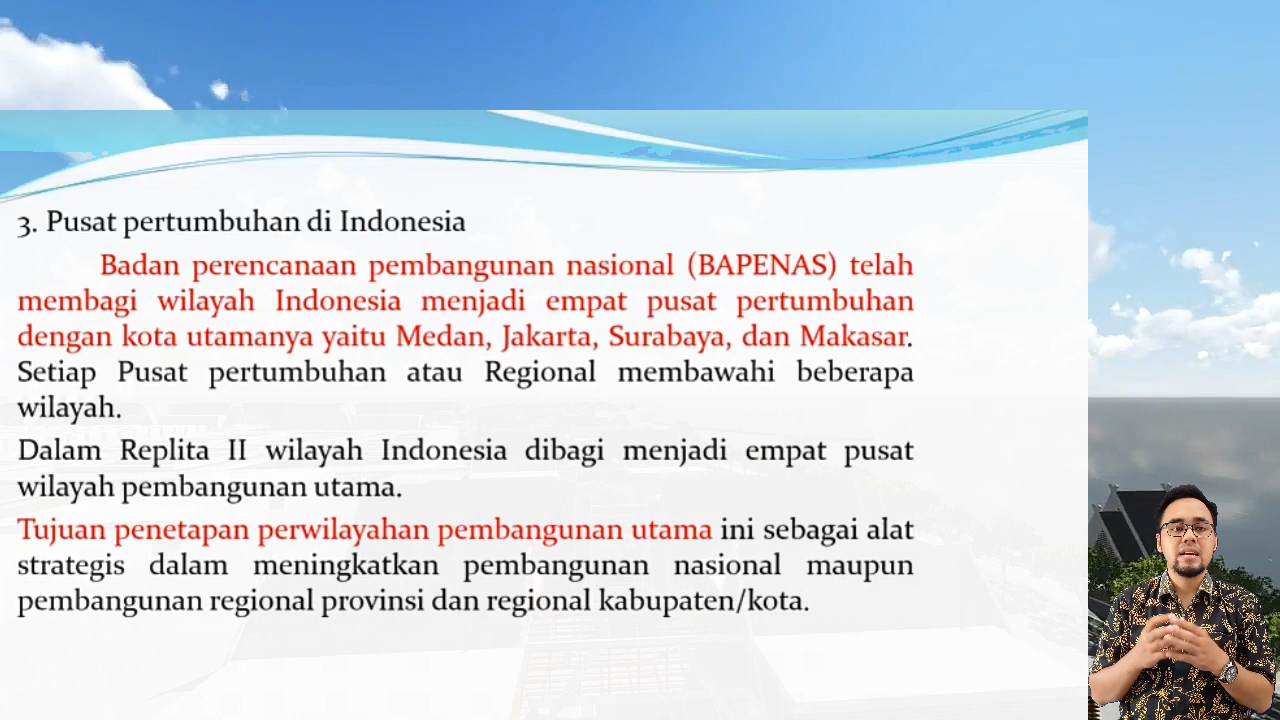 3. Pusat pertumbuhan di Indonesia
Badan perencanaan pembangunan nasional (BAPENAS) telah
membagi wilayah Indonesia menjadi empat pusat pertumbuhan
dengan kota utamanya yaitu Medan, Jakarta, Surabaya, dan Makasar.
Setiap Pusat pertumbuhan atau Regional membawahi beberapa
wilayah.
Dalam Replita II wilayah Indonesia dibagi menjadi empat pusat
wilayah pembangunan utama.
Tujuan penetapan perwilayahan pembangunan utama ini sebagai alat
strategis dalam meningkatkan pembangunan nasional maupun
pembangunan regional provinsi dan regional kabupaten/kota.